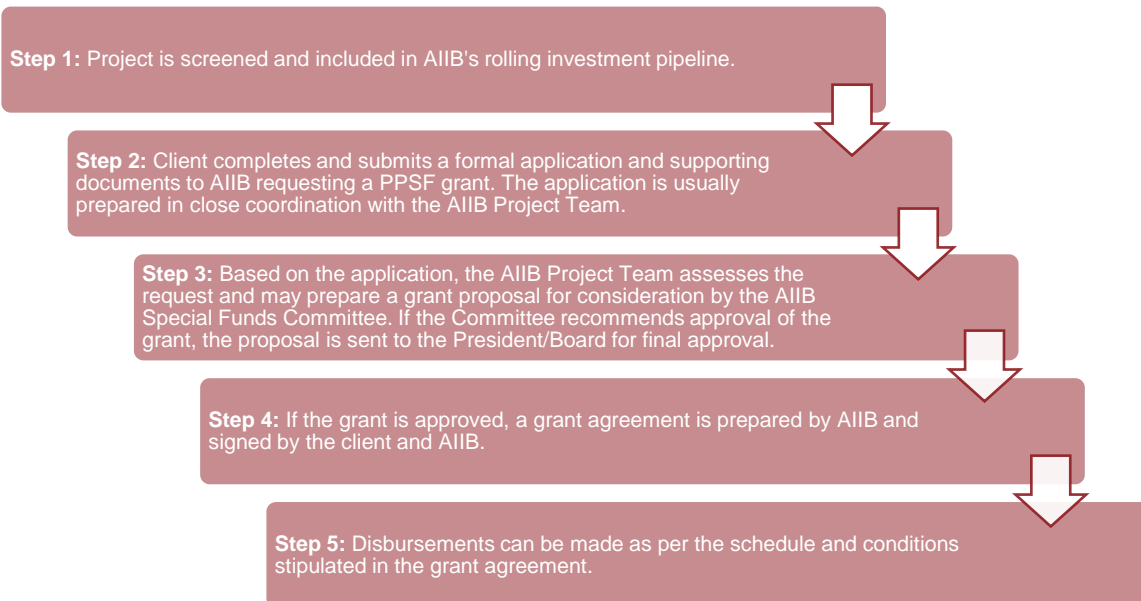 Step 1: Project is screened and included in AIIB's rolling investment pipeline.
Step 2: Client completes and submits a formal application and supporting
documents to AIIB requesting a PPSF grant. The application is usually
prepared in close coordination with the AIIB Project Team.
Step 3: Based on the application, the AIIB Project Team assesses the
request and may prepare a grant proposal for consideration by the AIIB
Special Funds Committee. If the Committee recommends approval of the
grant, the proposal is sent to the President/Board for final approval.
Step 4: If the grant is approved, a grant agreement is prepared by AIIB and
signed by the client and AIIB.
Step 5: Disbursements can be made as per the schedule and conditions
stipulated in the grant agreement.